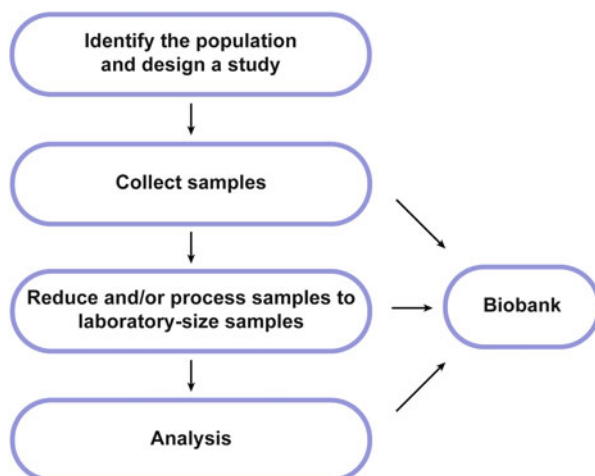 Identify the population
and design a study
Collect samples
Reduce and/or process samples to
laboratory-size samples
Biobank
Analysis